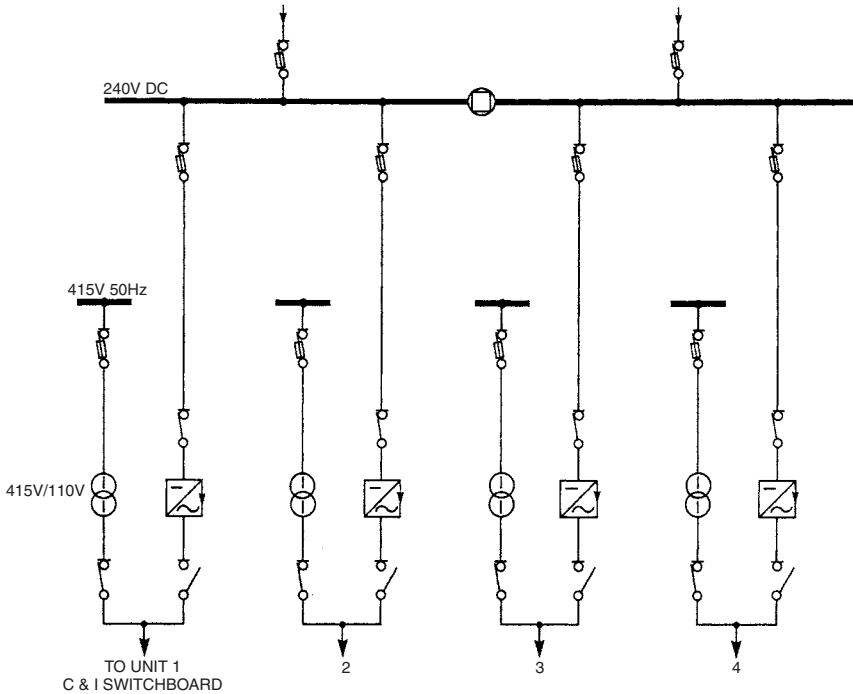 240V DC
415V 50Hz
415V/110V
TO UNIT 1
C & I SWITCHBOARD
2
3
4